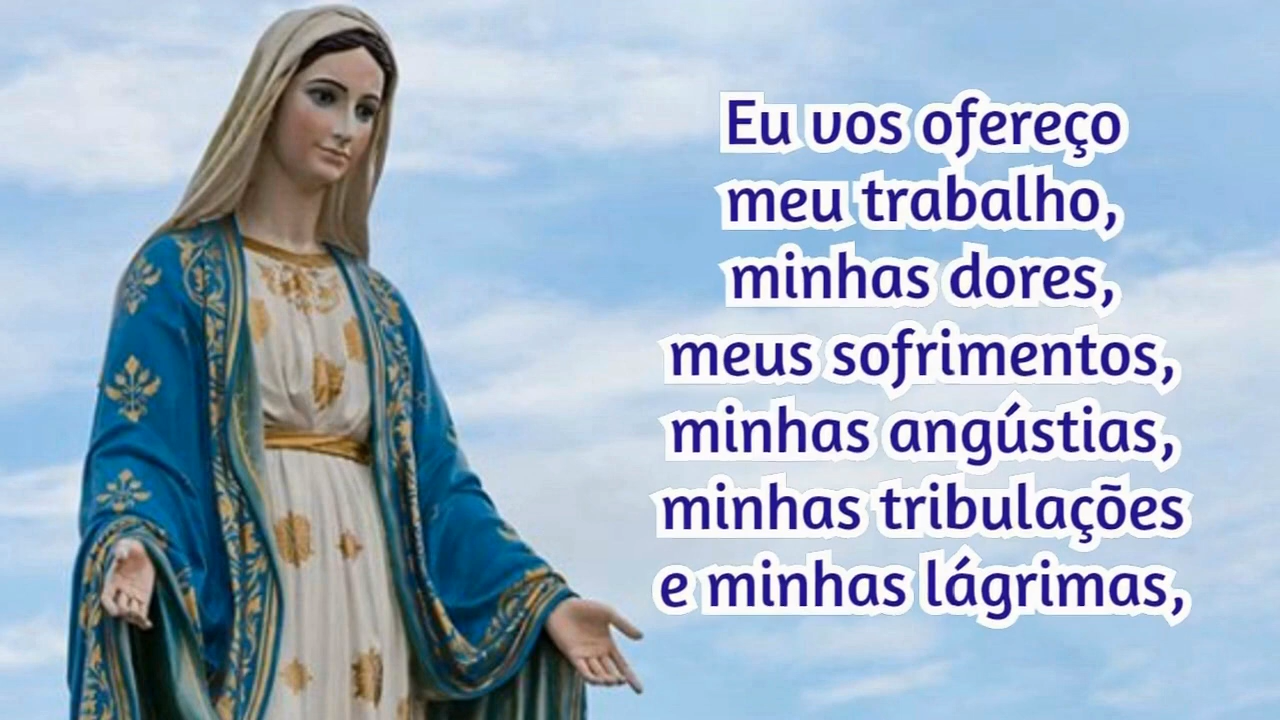 Eu vos ofereço
meu trabalho,
minhas dores,
meus sofrimentos,
minhas angústias,
minhas tribulações
e minhas lágrimas,